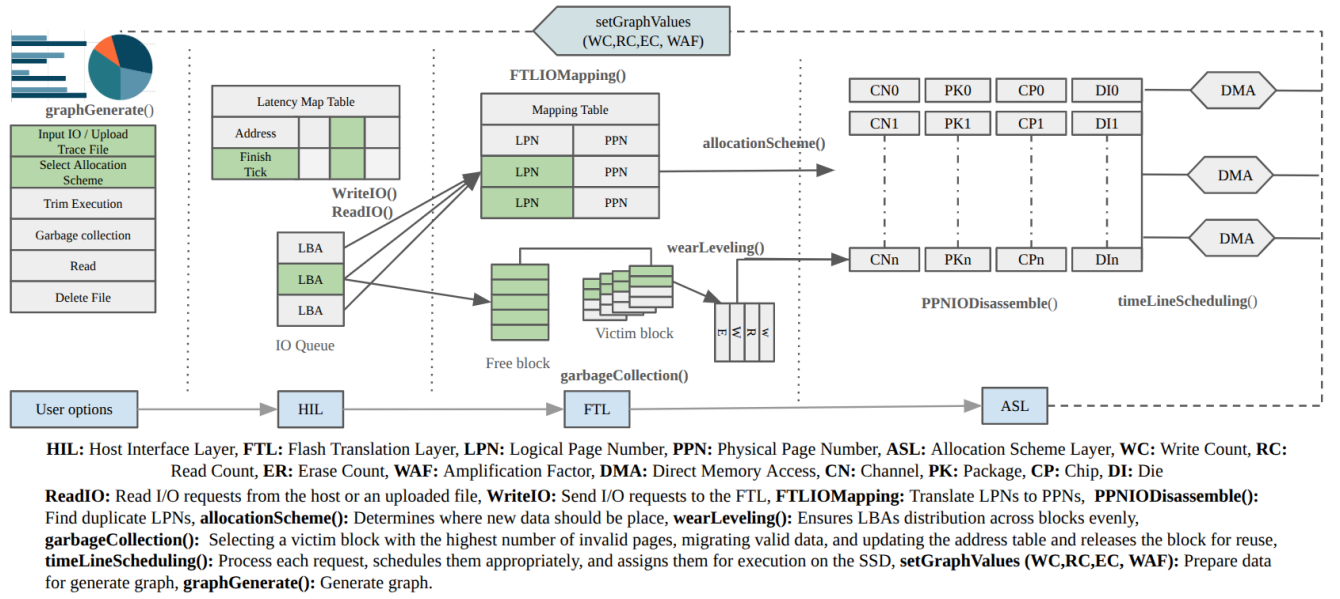 setGraphValues
(WC,RC,EC, WAF)
graphGenerate()
Input IO / Upload
Trace File
Select Allocation
Scheme
Trim Execution
Garbage collection
Read
Delete File
Latency Map Table
Address
Finish
Tick
WriteIO()
ReadIO()
LBA
LBA
LBA
IO Queue
FTLIOMapping()
Mapping Table
LPN PPN
LPN PPN
LPN PPN
allocationScheme()
wearLeveling()
Free block
Victim block
E W R w
garbageCollection()
CN0 PK0 CP0 DI0
CN1 PK1 CP1 DI1
CNn PKn CPn DIn
DMA
DMA
DMA
PPNIODisassemble()
timeLineScheduling()
User options
HIL
FTL
ASL
HIL: Host Interface Layer, FTL: Flash Translation Layer, LPN: Logical Page Number, PPN: Physical Page Number, ASL: Allocation Scheme Layer, WC: Write Count, RC:
Read Count, ER: Erase Count, WAF: Amplification Factor, DMA: Direct Memory Access, CN: Channel, PK: Package, CP: Chip, DI: Die
ReadIO: Read I/O requests from the host or an uploaded file, WriteIO: Send I/O requests to the FTL, FTLIOMapping: Translate LPNs to PPNs, PPNIODisassemble():
Find duplicate LPNs, allocationScheme(): Determines where new data should be place, wearLeveling(): Ensures LBAs distribution across blocks evenly,
garbageCollection(): Selecting a victim block with the highest number of invalid pages, migrating valid data, and updating the address table and releases the block for reuse,
timeLineScheduling(): Process each request, schedules them appropriately, and assigns them for execution on the SSD, setGraphValues (WC,RC,EC, WAF): Prepare data
for generate graph, graphGenerate(): Generate graph.